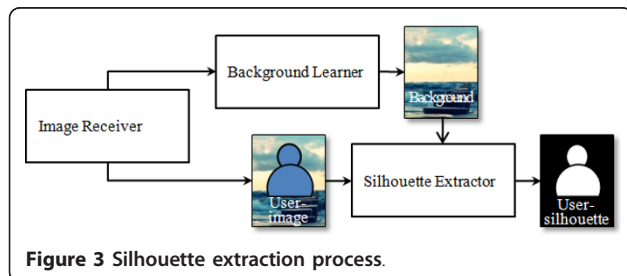 Background Learner
Background
Image Receiver
User-
image
Silhouette Extractor
User-
silhouette
Figure 3 Silhouette extraction process.